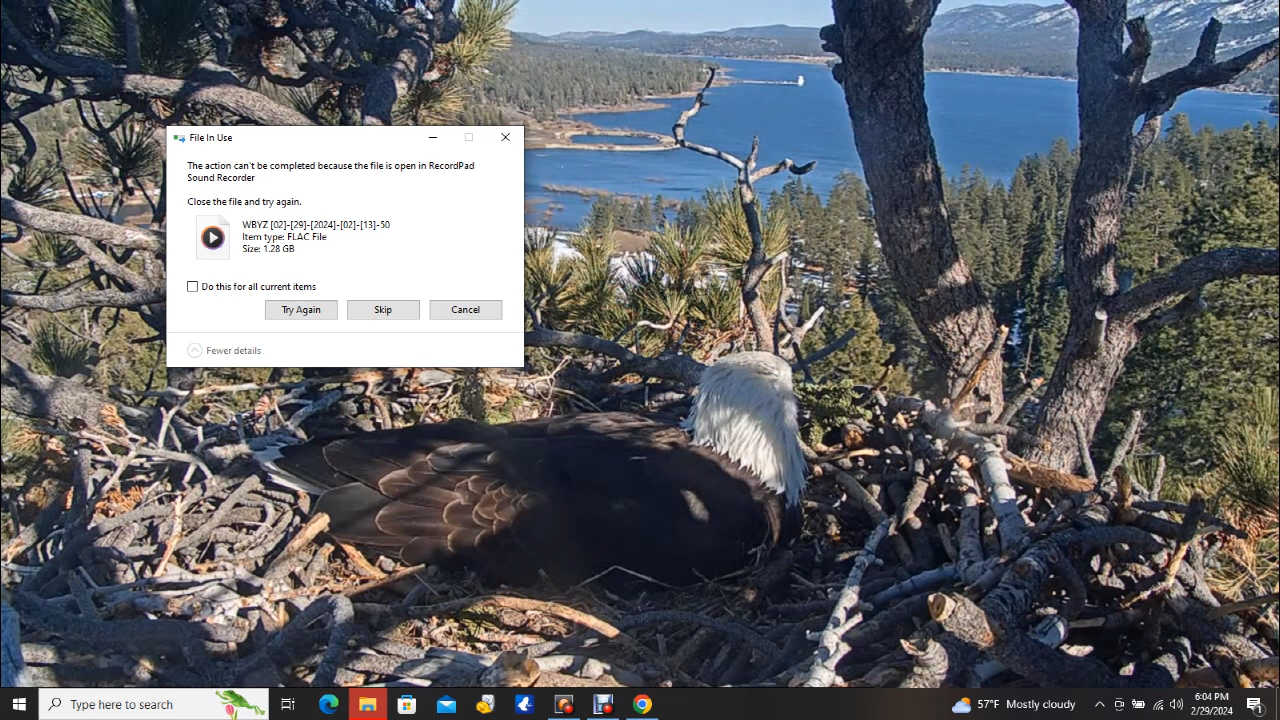 File In Use
The action can't be completed because the file is open in RecordPad
Sound Recorder
Close the file and try again.
WBYZ [02]-[29]-[2024]-[02]-[13]-50
Item type: FLAC File
Size: 1.28 GB
Do this for all current items
Try Again
Skip
Cancel
Fewer details
Type here to search
57°F Mostly cloudy
6:04 PM
2/29/2024
1